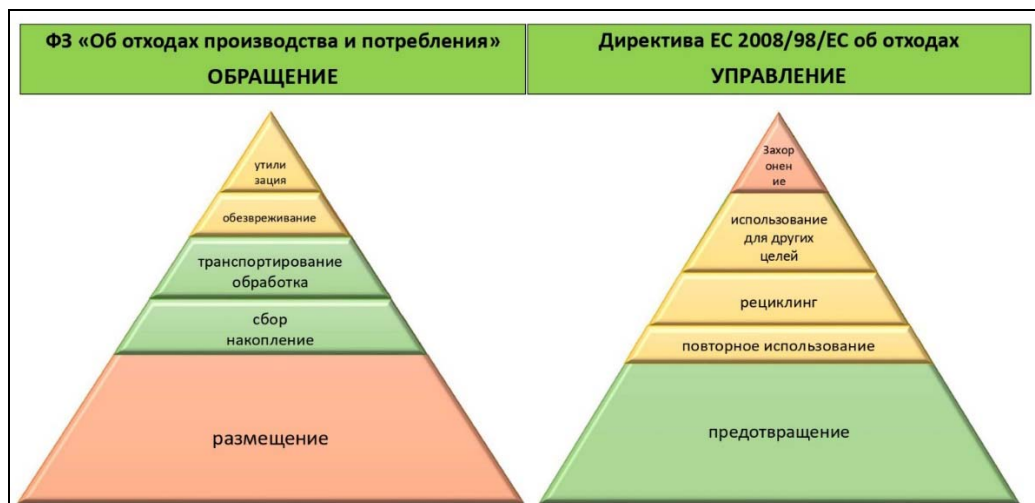 ФЗ «Об отходах производства и потребления»
ОБРАЩЕНИЕ
утили
зация
обезвреживание
транспортирование
обработка
сбор
накопление
размещение
Директива ЕС 2008/98/ЕС об отходах
УПРАВЛЕНИЕ
Захор
онен
ие
использование
для других
целей
рециклинг
повторное использование
предотвращение